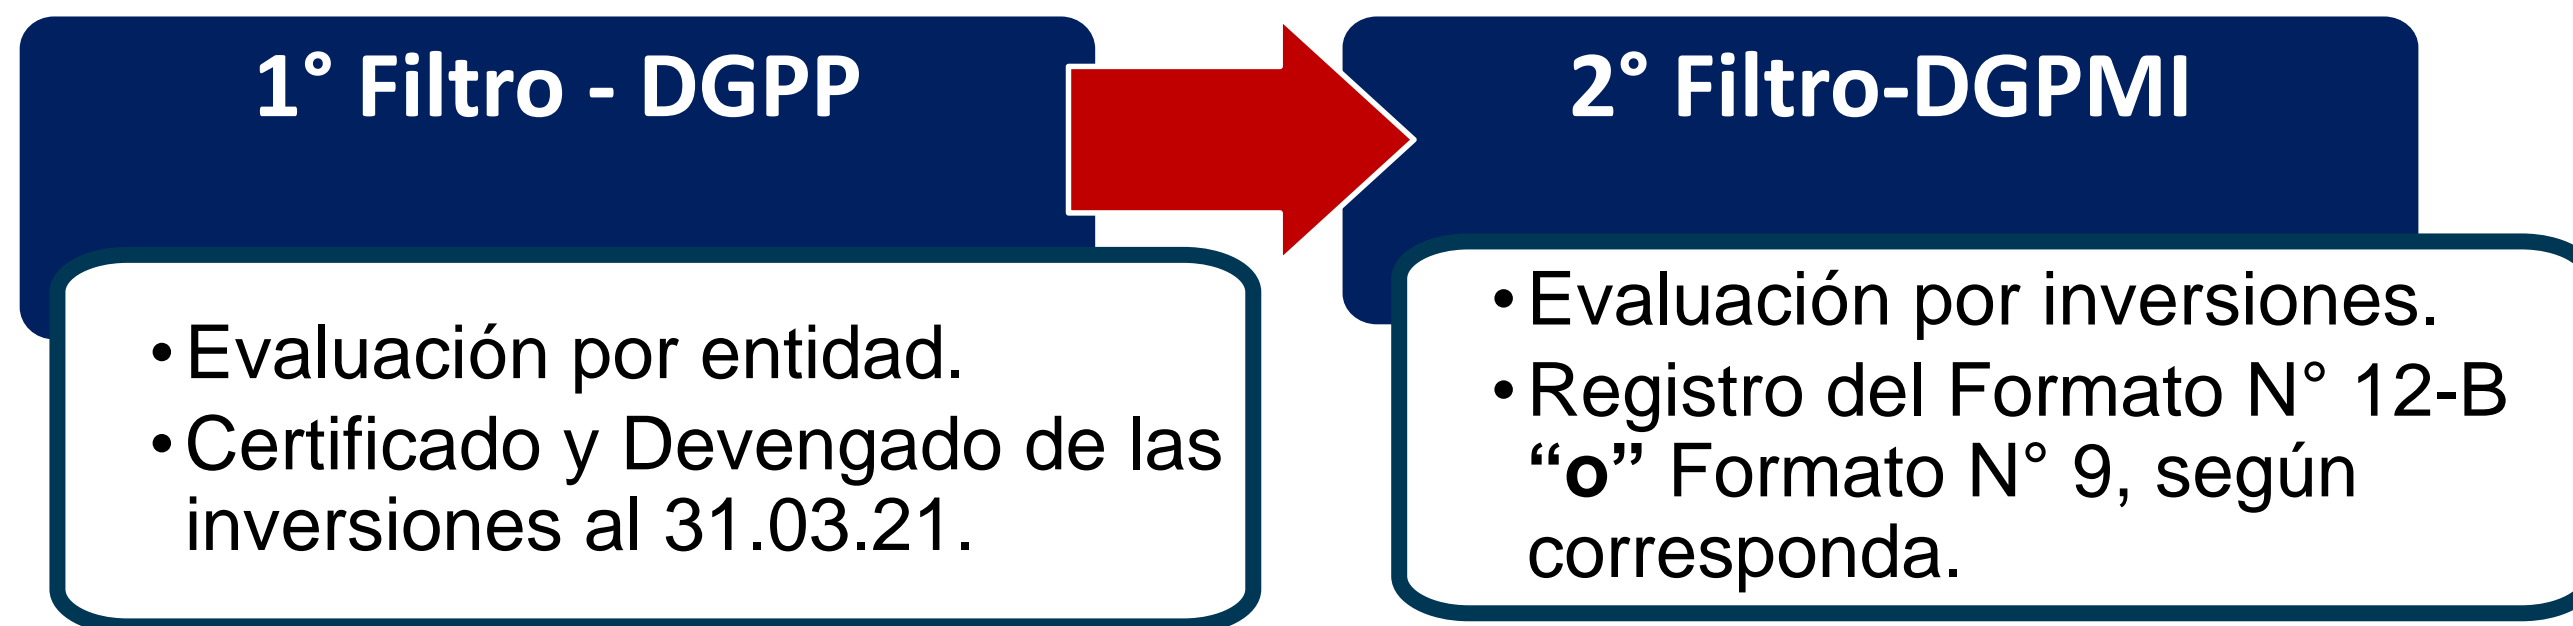 1° Filtro - DGPP
• Evaluación por entidad.
• Certificado y Devengado de las
inversiones al 31.03.21.
2° Filtro-DGPMI
• Evaluación por inversiones.
• Registro del Formato N° 12-B
“o” Formato N° 9, según
corresponda.